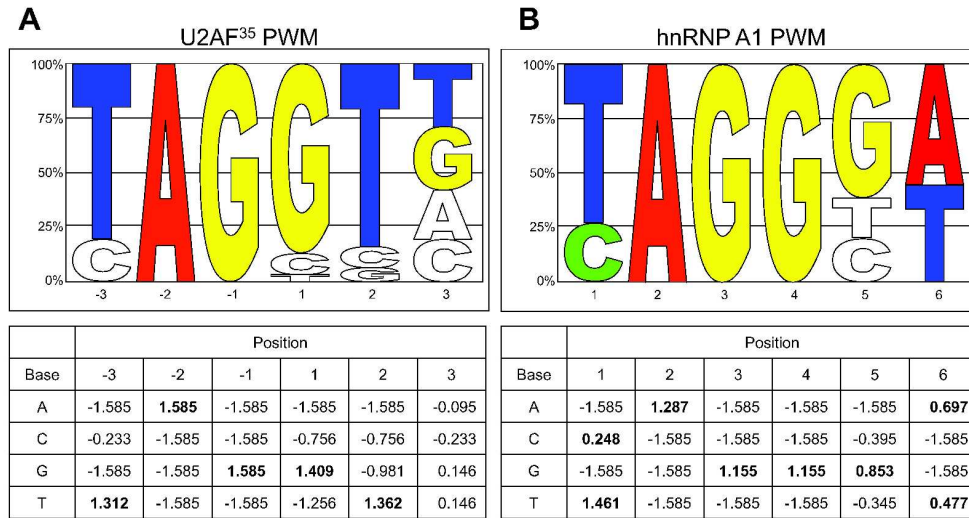 A
U2AF35 PWM
100%
75%
50%
25%
0%
T C
A
G
G C T
T C G
T G A C
-3 -2 -1 1 2 3
Position
Base -3 -2 -1 1 2 3
A -1.585 1.585 -1.585 -1.585 -1.585 -0.095
C -0.233 -1.585 -1.585 -0.756 -0.756 -0.233
G -1.585 -1.585 1.585 1.409 -0.981 0.146
T 1.312 -1.585 -1.585 -1.256 1.362 0.146
B
hnRNP A1 PWM
100%
75%
50%
25%
0%
T C
A
G
G
G T C
A T
1 2 3 4 5 6
Position
Base 1 2 3 4 5 6
A -1.585 1.287 -1.585 -1.585 -1.585 0.697
C 0.248 -1.585 -1.585 -1.585 -0.395 -1.585
G -1.585 -1.585 1.155 1.155 0.853 -1.585
T 1.461 -1.585 -1.585 -1.585 -0.345 0.477